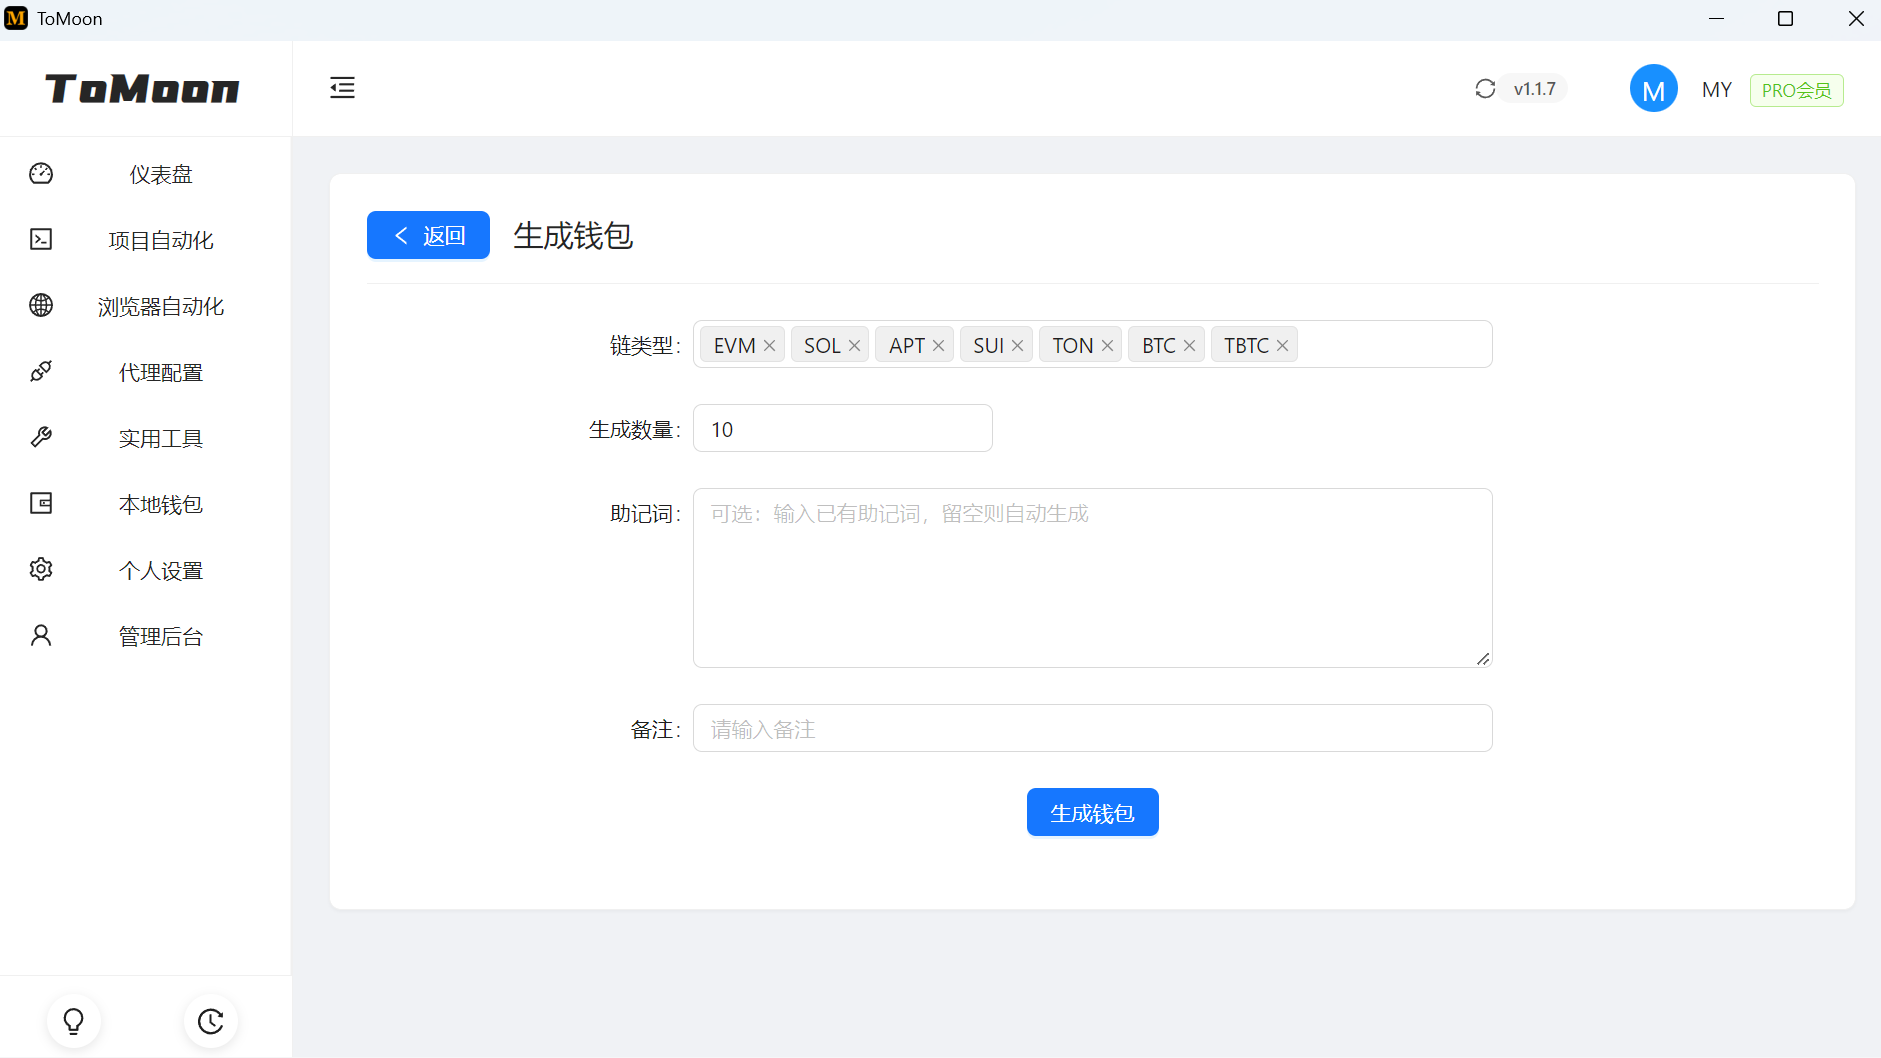 M ToMoon
ToMoon
v1.1.7
M MY PRO会员
仪表盘
项目自动化
浏览器自动化
代理配置
实用工具
本地钱包
个人设置
管理后台
返回 生成钱包
链类型: EVM SOL APT SUI TON BTC TBTC
生成数量: 10
助记词: 可选：输入已有助记词，留空则自动生成
备注: 请输入备注
生成钱包